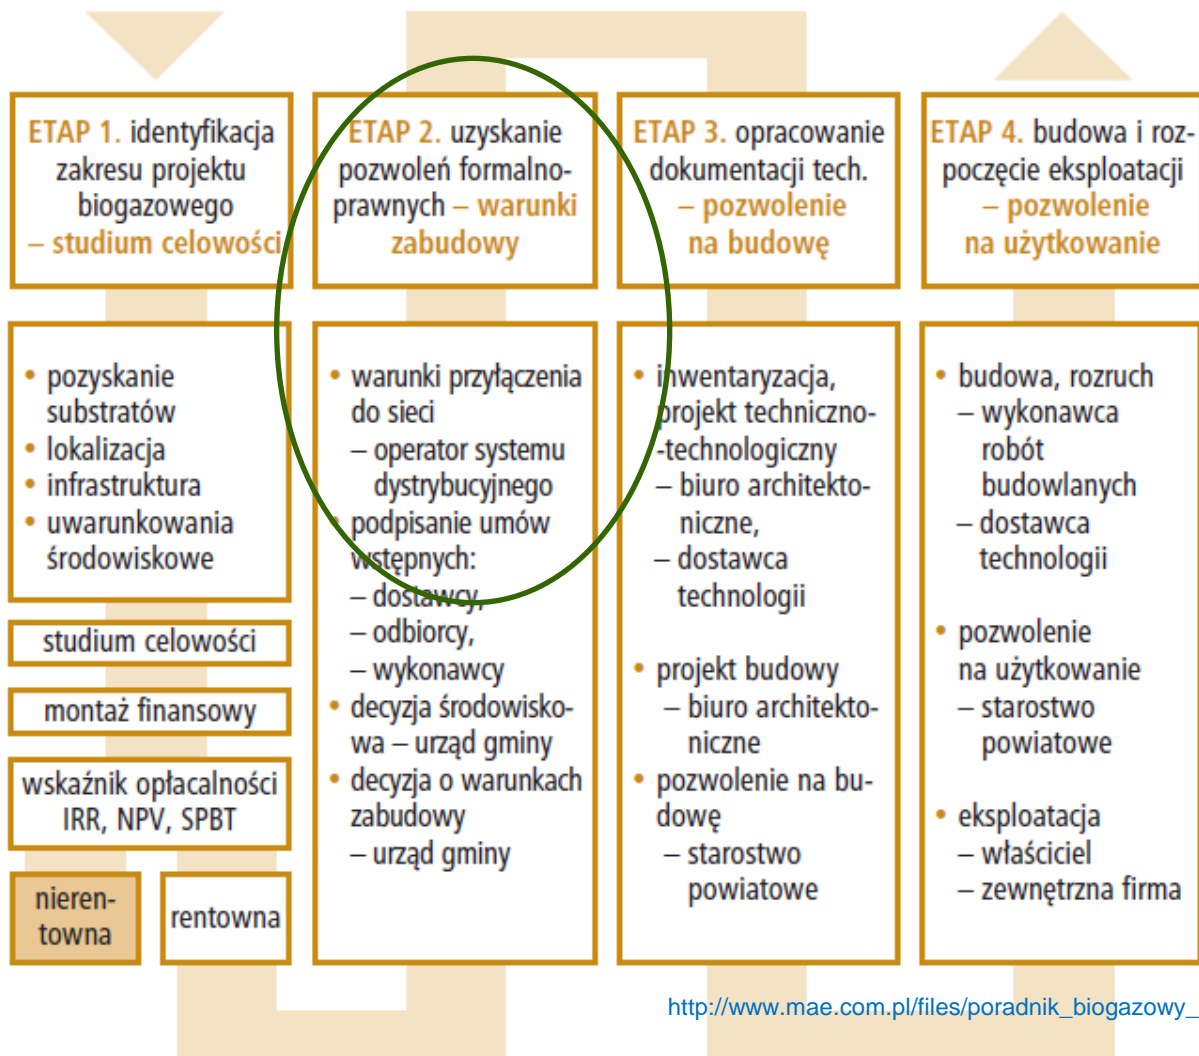 ETAP 1. identyfikacja
zakresu projektu
biogazowego
– studium celowości
• pozyskanie
substratów
• lokalizacja
• infrastruktura
• uwarunkowania
środowiskowe
studium celowości
montaż finansowy
wskaźnik opłacalności
IRR, NPV, SPBT
nieren-
towna
rentowna
ETAP 2. uzyskanie
pozwoleń formalno-
prawnych – warunki
zabudowy
• warunki przyłączenia
do sieci
– operator systemu
dystrybucyjnego
• podpisanie umów
wstępnych:
– dostawcy,
– odbiorcy,
– wykonawcy
• decyzja środowisko-
wa – urząd gminy
• decyzja o warunkach
zabudowy
– urząd gminy
ETAP 3. opracowanie
dokumentacji tech.
– pozwolenie
na budowę
• inwentaryzacja,
projekt techniczno-
-technologiczny
– biuro architekto-
niczne,
– dostawca
technologii
• projekt budowy
– biuro architekto-
niczne
• pozwolenie na bu-
dowę
– starostwo
powiatowe
ETAP 4. budowa i roz-
poczęcie eksploatacji
– pozwolenie
na użytkowanie
• budowa, rozruch
– wykonawca
robót
budowlanych
– dostawca
technologii
• pozwolenie
na użytkowanie
– starostwo
powiatowe
• eksploatacja
– właściciel
– zewnętrzna firma
http://www.mae.com.pl/files/poradnik_biogazowy_